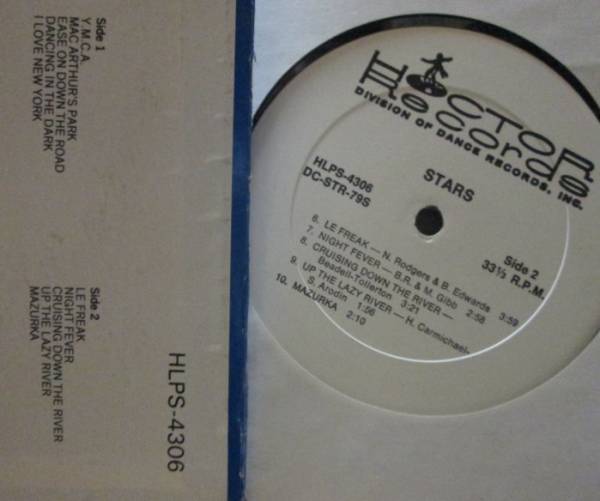 Side 1
Y.M.C.A.
MAC ARTHUR'S PARK
EASE ON DOWN THE ROAD
DANCING IN THE DARK
I LOVE NEW YORK
Side 2
LE FREAK
NIGHT FEVER
CRUISING DOWN THE RIVER
UP THE LAZY RIVER
MAZURKA
HLPS-4306
HOCTOR
Records
DIVISION OF DANCE RECORDS, INC.
HLPS-4306
DC-STR-79S
STARS
Side 2
33⅓ R.P.M.
6. LE FREAK — N. Rodgers & B. Edwards 3:59
7. NIGHT FEVER — B.R. & M. Gibb 2:58
8. CRUISING DOWN THE RIVER —
Beadell-Tollerton 3:21
9. UP THE LAZY RIVER — H. Carmichael-
S. Arodin 1:56
10. MAZURKA 2:10